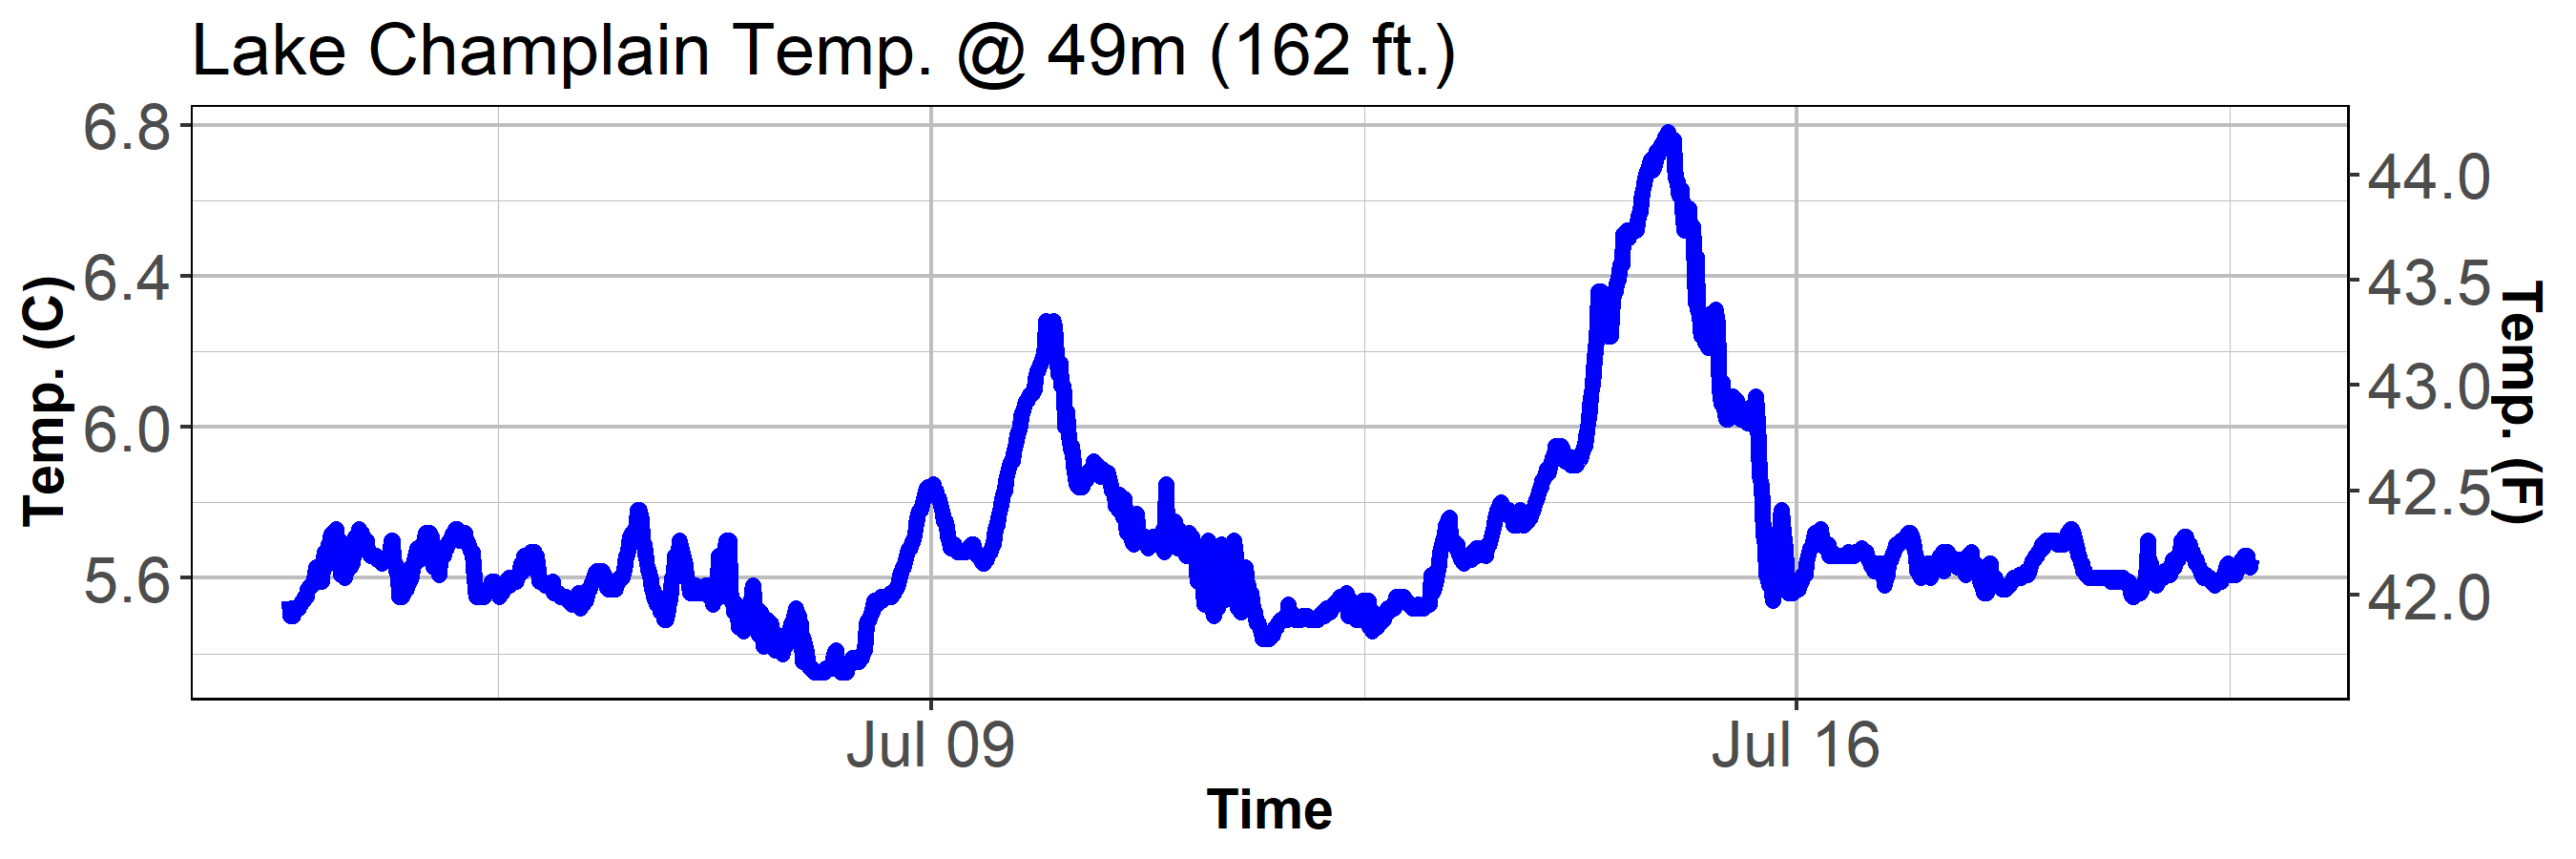 Lake Champlain Temp. @ 49m (162 ft.)
6.8
6.4
6.0
5.6
Temp. (C)
44.0
43.5
43.0
42.5
42.0
Temp. (F)
Jul 09
Jul 16
Time